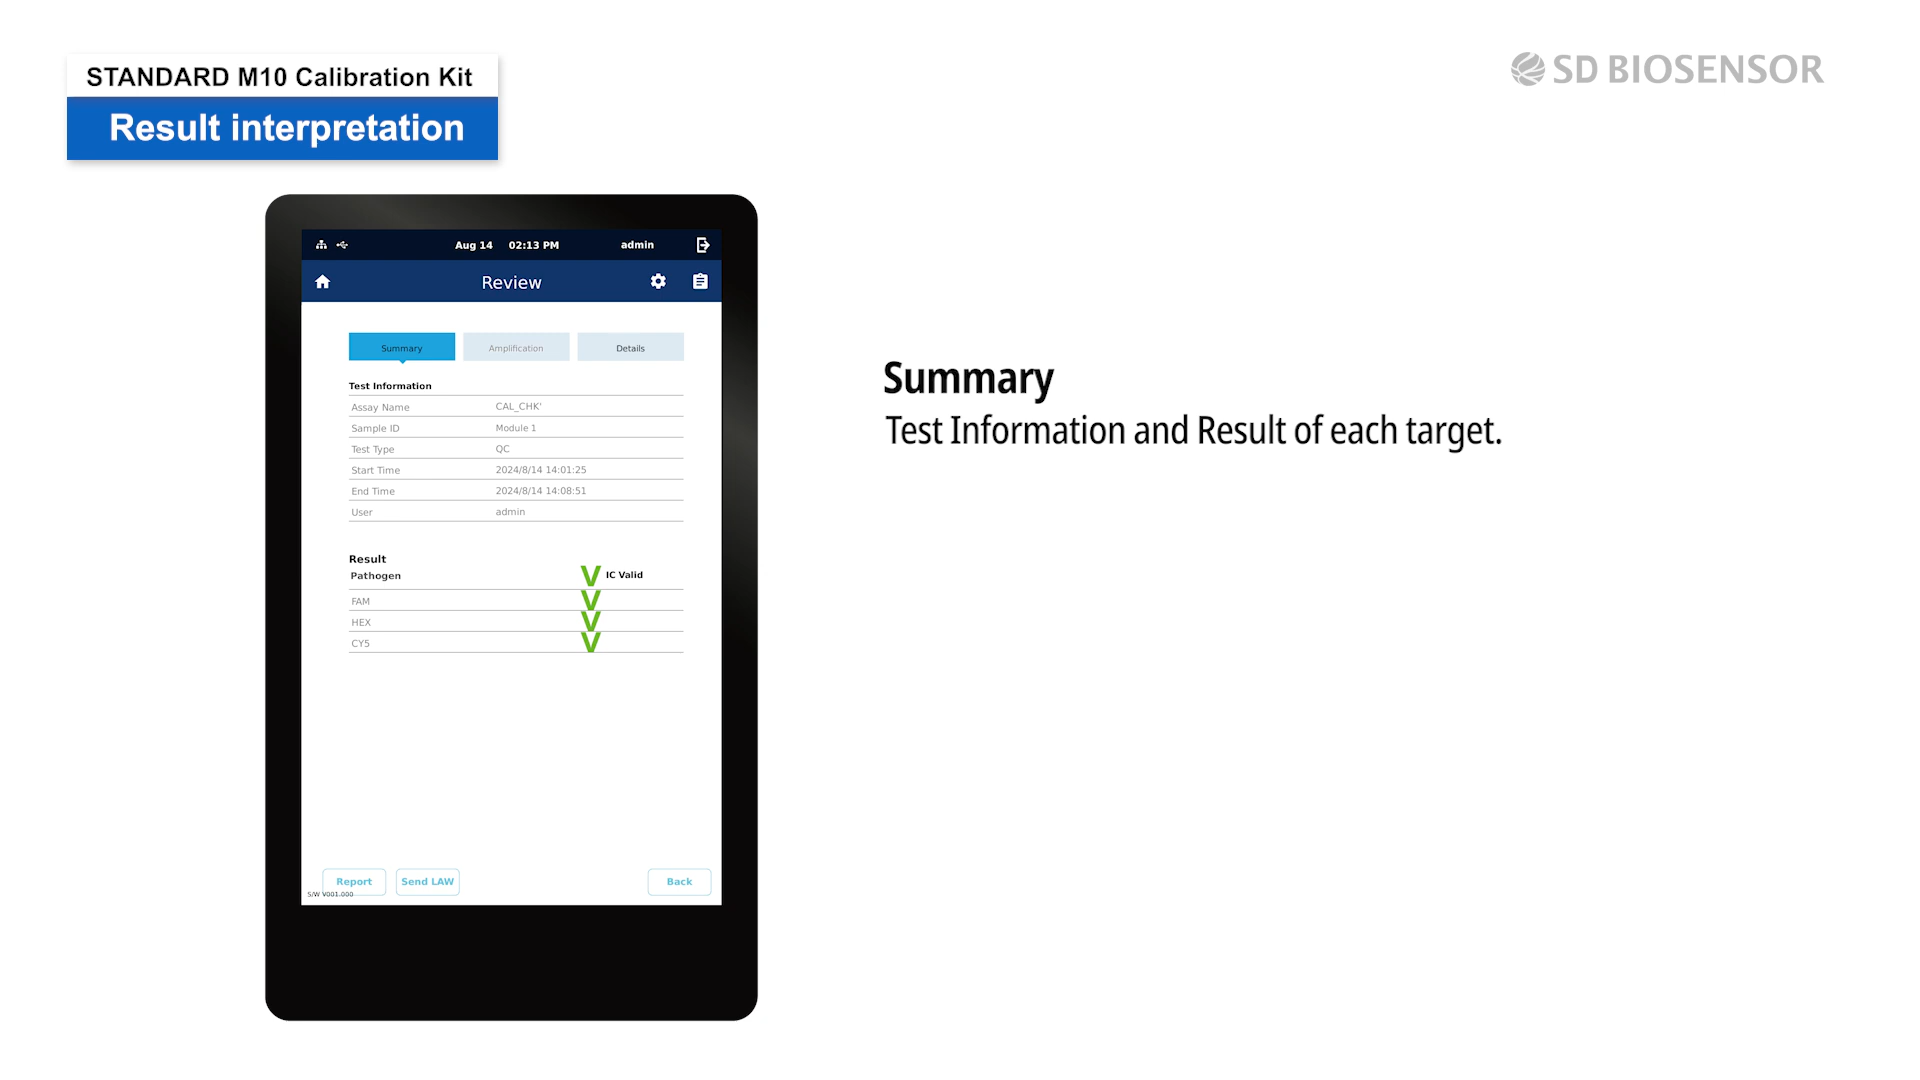 STANDARD M10 Calibration Kit
Result interpretation
SD BIOSENSOR
Aug 14 02:13 PM admin
Review
Summary Amplification Details
Test Information
Assay Name CAL_CHK'
Sample ID Module 1
Test Type QC
Start Time 2024/8/14 14:01:25
End Time 2024/8/14 14:08:51
User admin
Result
Pathogen V IC Valid
FAM V
HEX V
CY5 V
Report Send LAW Back
S/W V001.000
Summary
Test Information and Result of each target.